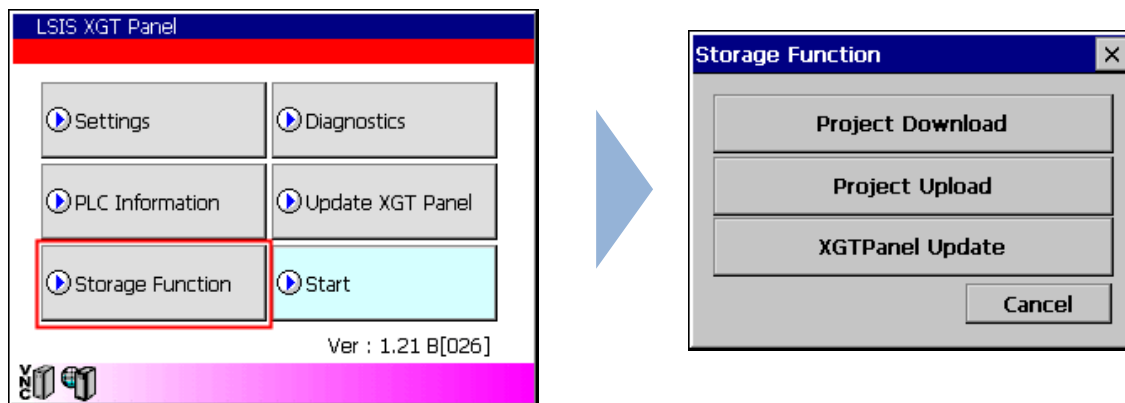 LSIS XGT Panel
Settings
Diagnostics
PLC Information
Update XGT Panel
Storage Function
Start
Ver : 1.21 B[026]
VNC
Storage Function
Project Download
Project Upload
XGTPanel Update
Cancel